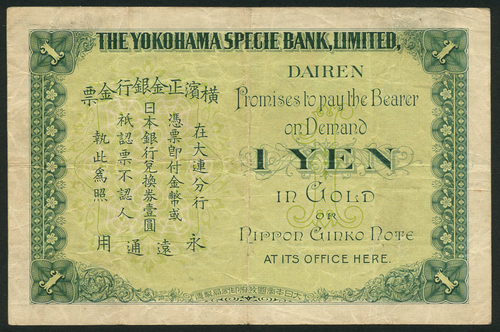 THE YOKOHAMA SPECIE BANK, LIMITED,
票金行銀金正濱橫
在大連分行
憑票即付金幣或
日本銀行兌換券壹圓
祇認票不認人
執此為照
用通遠永
DAIREN
Promises to pay the Bearer
on Demand
1 YEN
IN GOLD
OR
NIPPON GINKO NOTE
AT ITS OFFICE HERE.
1
1
1
1